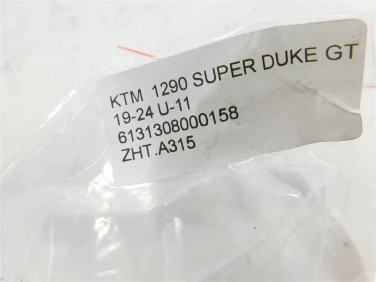 KTM 1290 SUPER DUKE GT
19-24 U-11
6131308000158
ZHT.A315